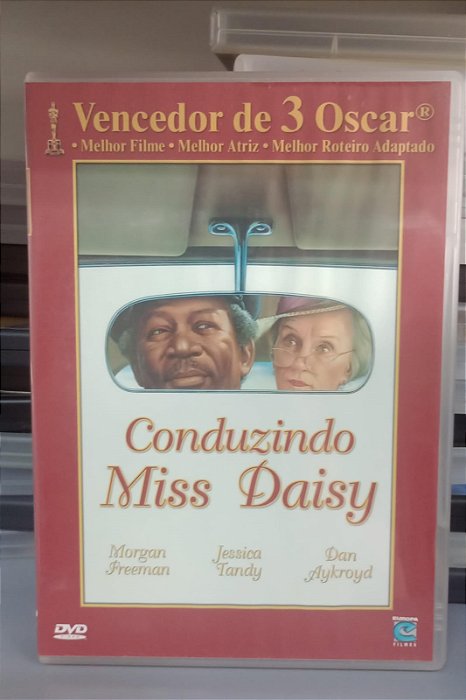 Vencedor de 3 Oscar®
• Melhor Filme • Melhor Atriz • Melhor Roteiro Adaptado
Conduzindo
Miss Daisy
Morgan Freeman
Jessica Tandy
Dan Aykroyd
DVD
VIDEO
EUROPA
FILMES